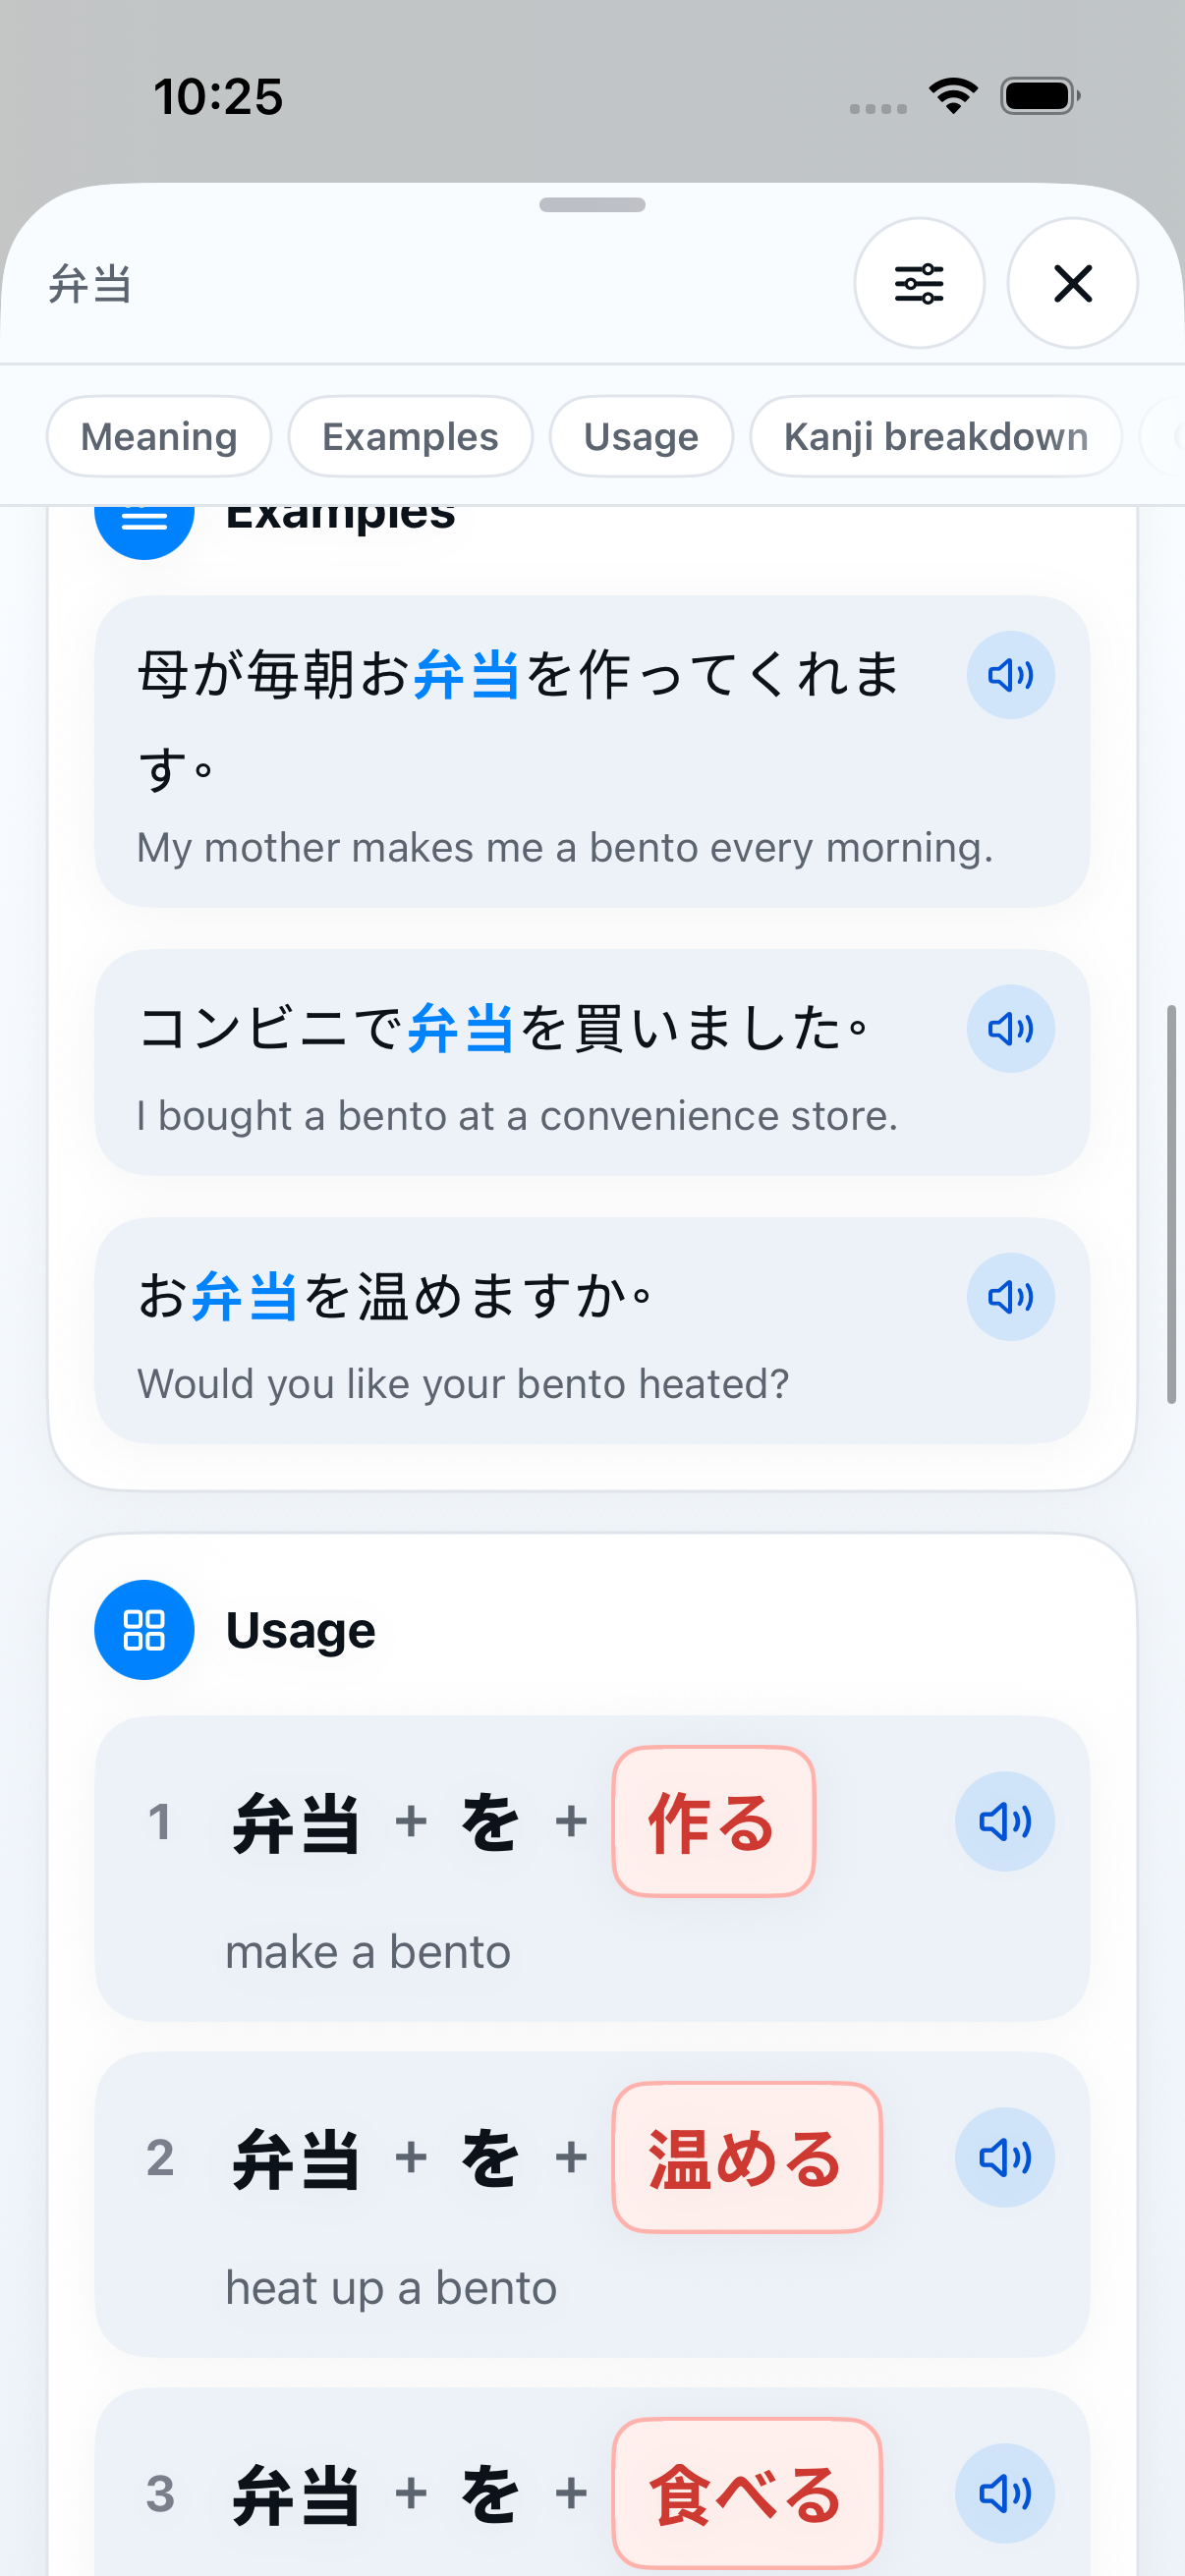 10:25
弁当
Meaning
Examples
Usage
Kanji breakdown
Examples
母が毎朝お弁当を作ってくれま
す。
My mother makes me a bento every morning.
コンビニで弁当を買いました。
I bought a bento at a convenience store.
お弁当を温めますか。
Would you like your bento heated?
Usage
1 弁当 + を + 作る
make a bento
2 弁当 + を + 温める
heat up a bento
3 弁当 + を + 食べる